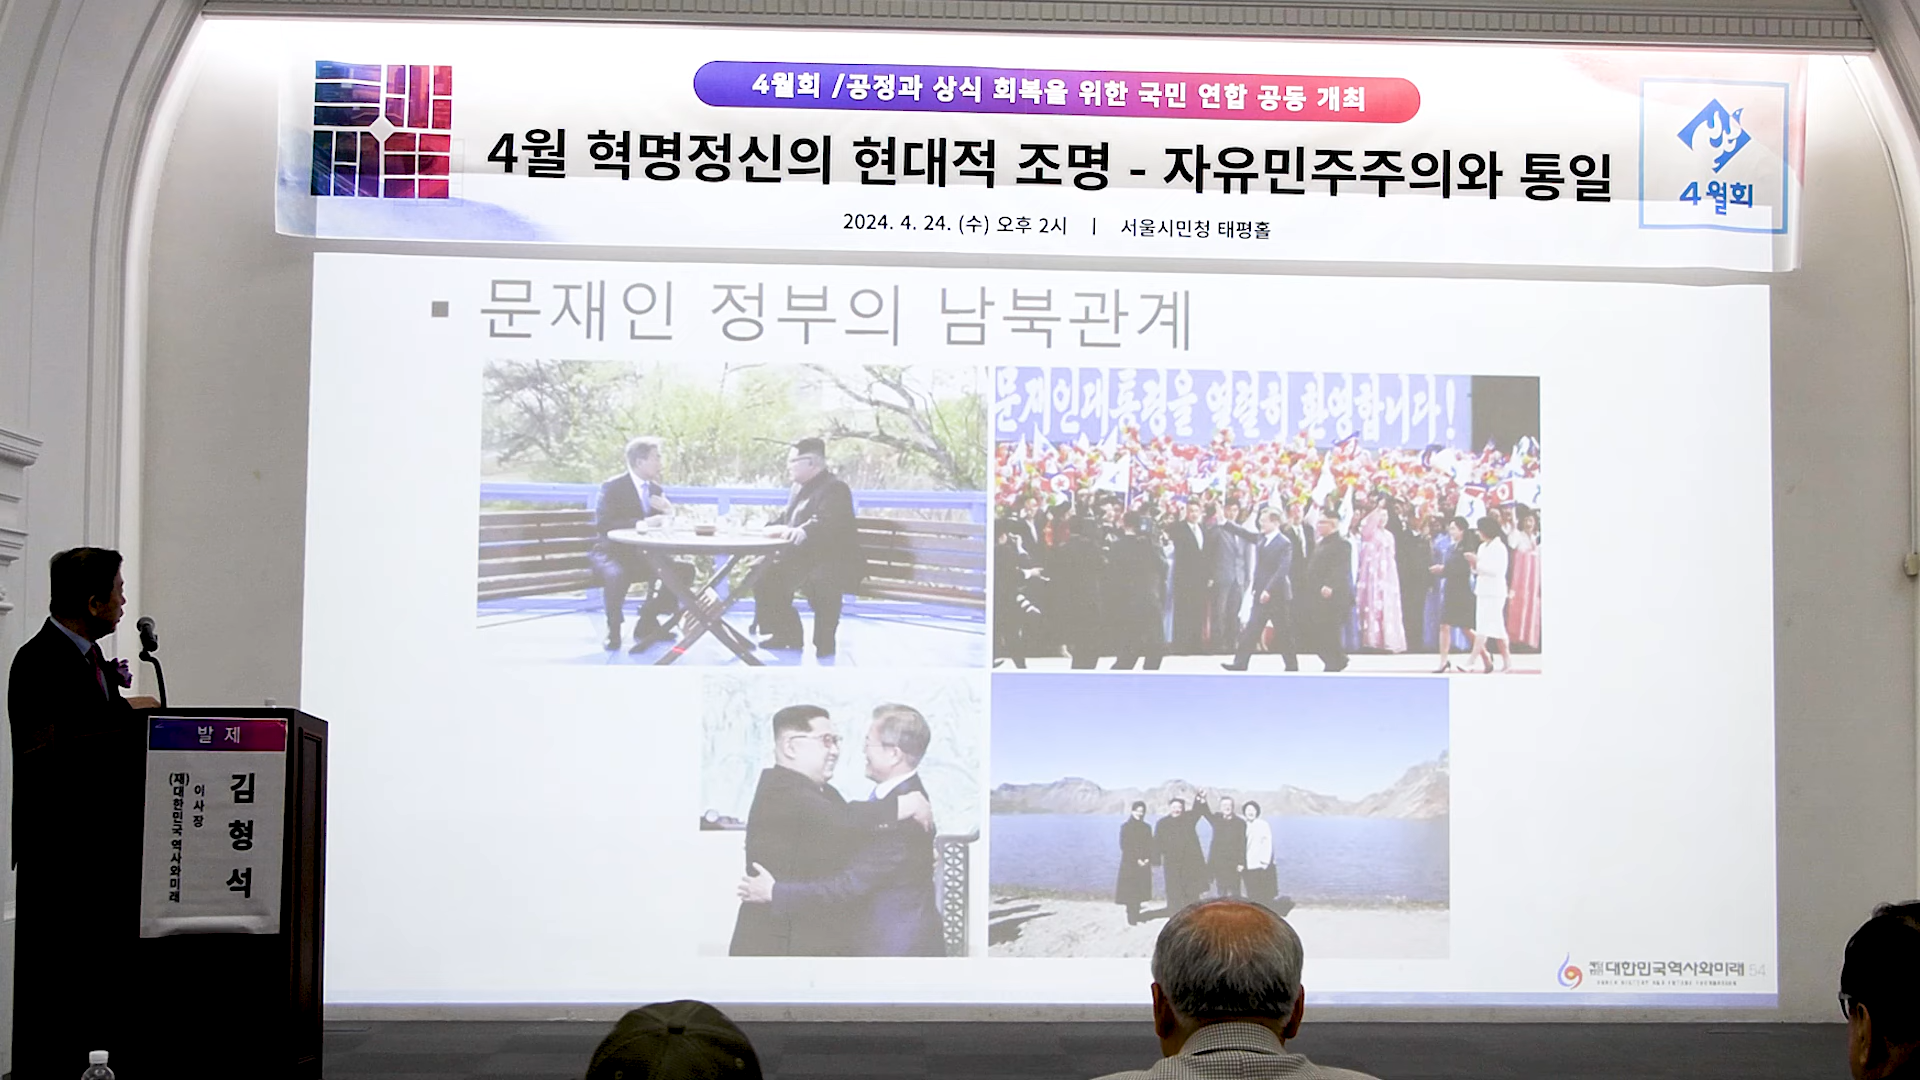 4월회 /공정과 상식 회복을 위한 국민 연합 공동 개최
4월 혁명정신의 현대적 조명 - 자유민주주의와 통일
2024. 4. 24. (수) 오후 2시 | 서울시민청 태평홀
4월회
▪ 문재인 정부의 남북관계
문재인대통령을 열렬히 환영합니다!
발 제
김형석
이사장
(재)대한민국 역사와미래
대한민국역사와미래 54